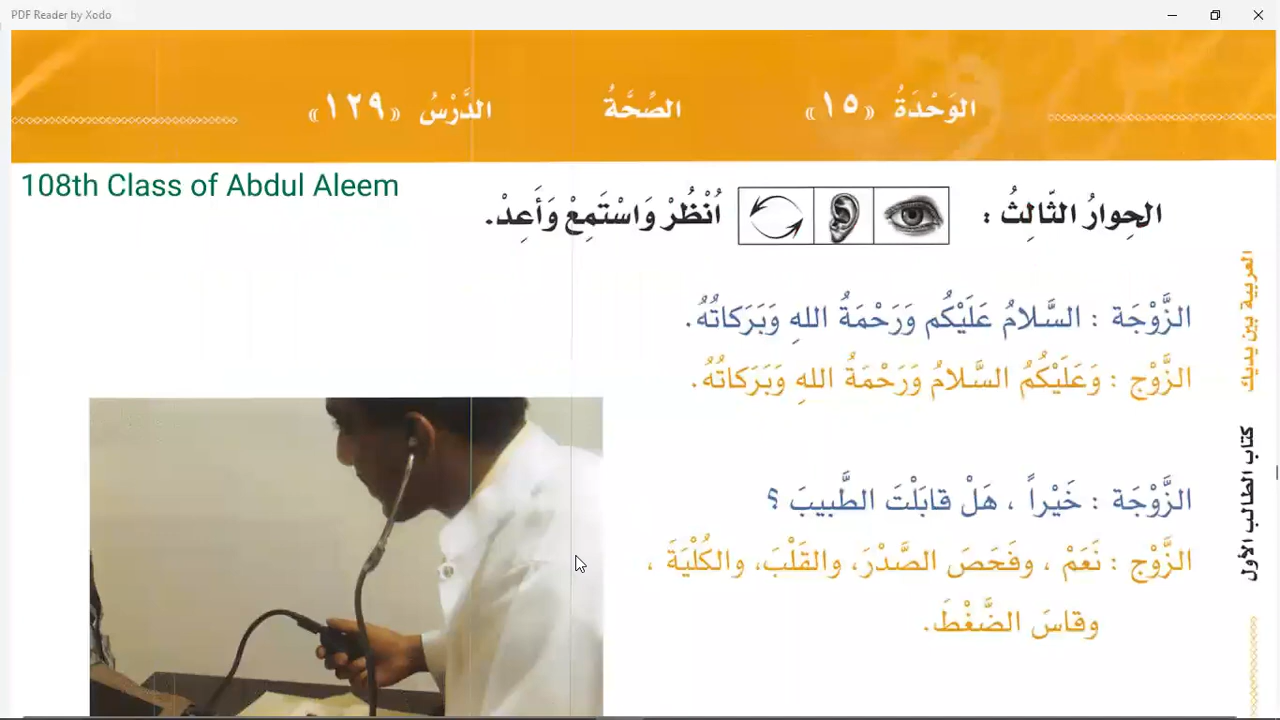 PDF Reader by Xodo
الوَحْدَةُ «١٥» الصُحَّةُ الدَّرْسُ «١٢٩»
108th Class of Abdul Aleem
الحِوارُ الثّالِثُ : اُنْظُرْ وَاسْتَمِعْ وَأَعِدْ.
الزَّوْجَة : السَّلامُ عَلَيْكُم وَرَحْمَةُ اللهِ وَبَرَكاتُهُ.
الزَّوْج : وَعَلَيْكُمُ السَّلامُ وَرَحْمَةُ اللهِ وَبَرَكاتُهُ.
الزَّوْجَة : خَيْراً ، هَلْ قابَلْتَ الطَّبيبَ ؟
الزَّوْج : نَعَمْ ، وفَحَصَ الصَّدْرَ، والقَلْبَ، والكُلْيَةَ ،
وقاسَ الضَّغْطَ.
العربية بين يديك
كتاب الطالب الأول